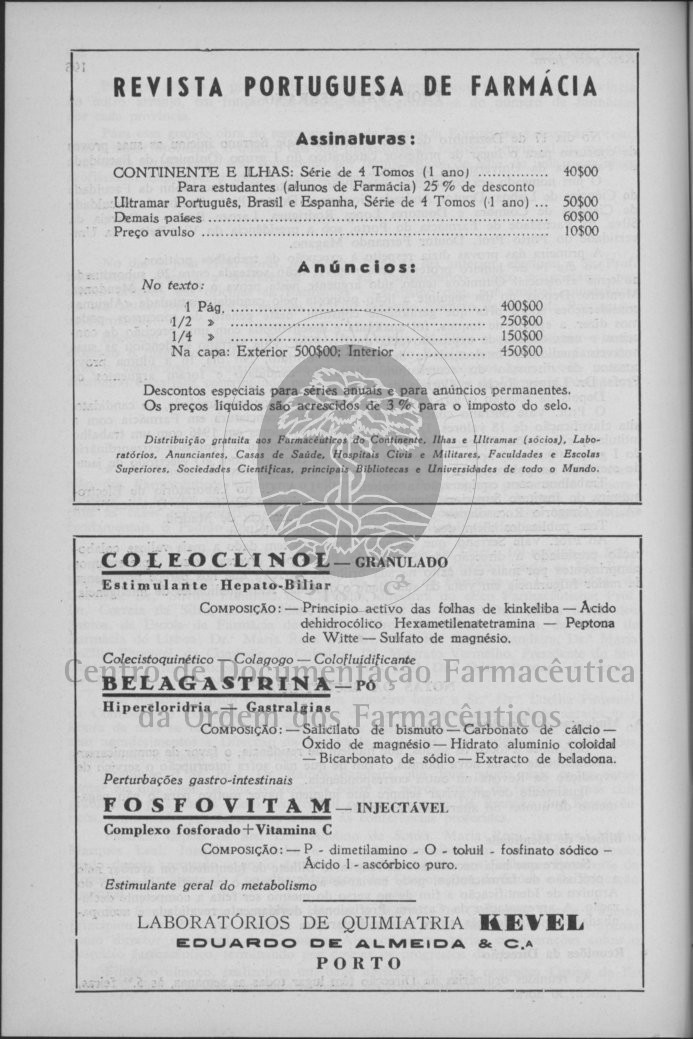 REVISTA PORTUGUESA DE FARMÁCIA
Assinaturas:
CONTINENTE E ILHAS: Série de 4 Tomos (1 ano) ............... 40$00
Para estudantes (alunos de Farmácia) 25 % de desconto
Ultramar Português, Brasil e Espanha, Série de 4 Tomos (1 ano) ... 50$00
Demais países ............................................................... 60$00
Preço avulso ............................................................... 10$00
Anúncios:
No texto:
1 Pág. ...................................................... 400$00
1/2 » ...................................................... 250$00
1/4 » ...................................................... 150$00
Na capa: Exterior 500$00; Interior .................. 450$00
Descontos especiais para séries anuais e para anúncios permanentes.
Os preços líquidos são acrescidos de 3 % para o imposto do selo.
Distribuição gratuita aos Farmacêuticos do Continente, Ilhas e Ultramar (sócios), Labo-
ratórios, Anunciantes, Casas de Saúde, Hospitais Civis e Militares, Faculdades e Escolas
Superiores, Sociedades Científicas, principais Bibliotecas e Universidades de todo o Mundo.
COLEOCLINOL — GRANULADO
Estimulante Hepato-Biliar
COMPOSIÇÃO: — Princípio activo das folhas de kinkeliba — Ácido
dehidrocólico Hexametilenatetramina — Peptona
de Witte — Sulfato de magnésio.
Colecistoquinético — Colagogo — Colofluidificante
Centro de Documentação Farmacêutica
BELAGASTRINA — PÓ
Hipercloridria — Gastralgias
da Ordem dos Farmacêuticos
COMPOSIÇÃO: — Salicilato de bismuto — Carbonato de cálcio —
Óxido de magnésio — Hidrato alumínio coloidal
— Bicarbonato de sódio — Extracto de beladona.
Perturbações gastro-intestinais
FOSFOVITAM — INJECTÁVEL
Complexo fosforado+Vitamina C
COMPOSIÇÃO: — P - dimetilamino - O - toluil - fosfinato sódico —
Ácido l - ascórbico puro.
Estimulante geral do metabolismo
LABORATÓRIOS DE QUIMIATRIA KEVEL
EDUARDO DE ALMEIDA & C.ª
PORTO